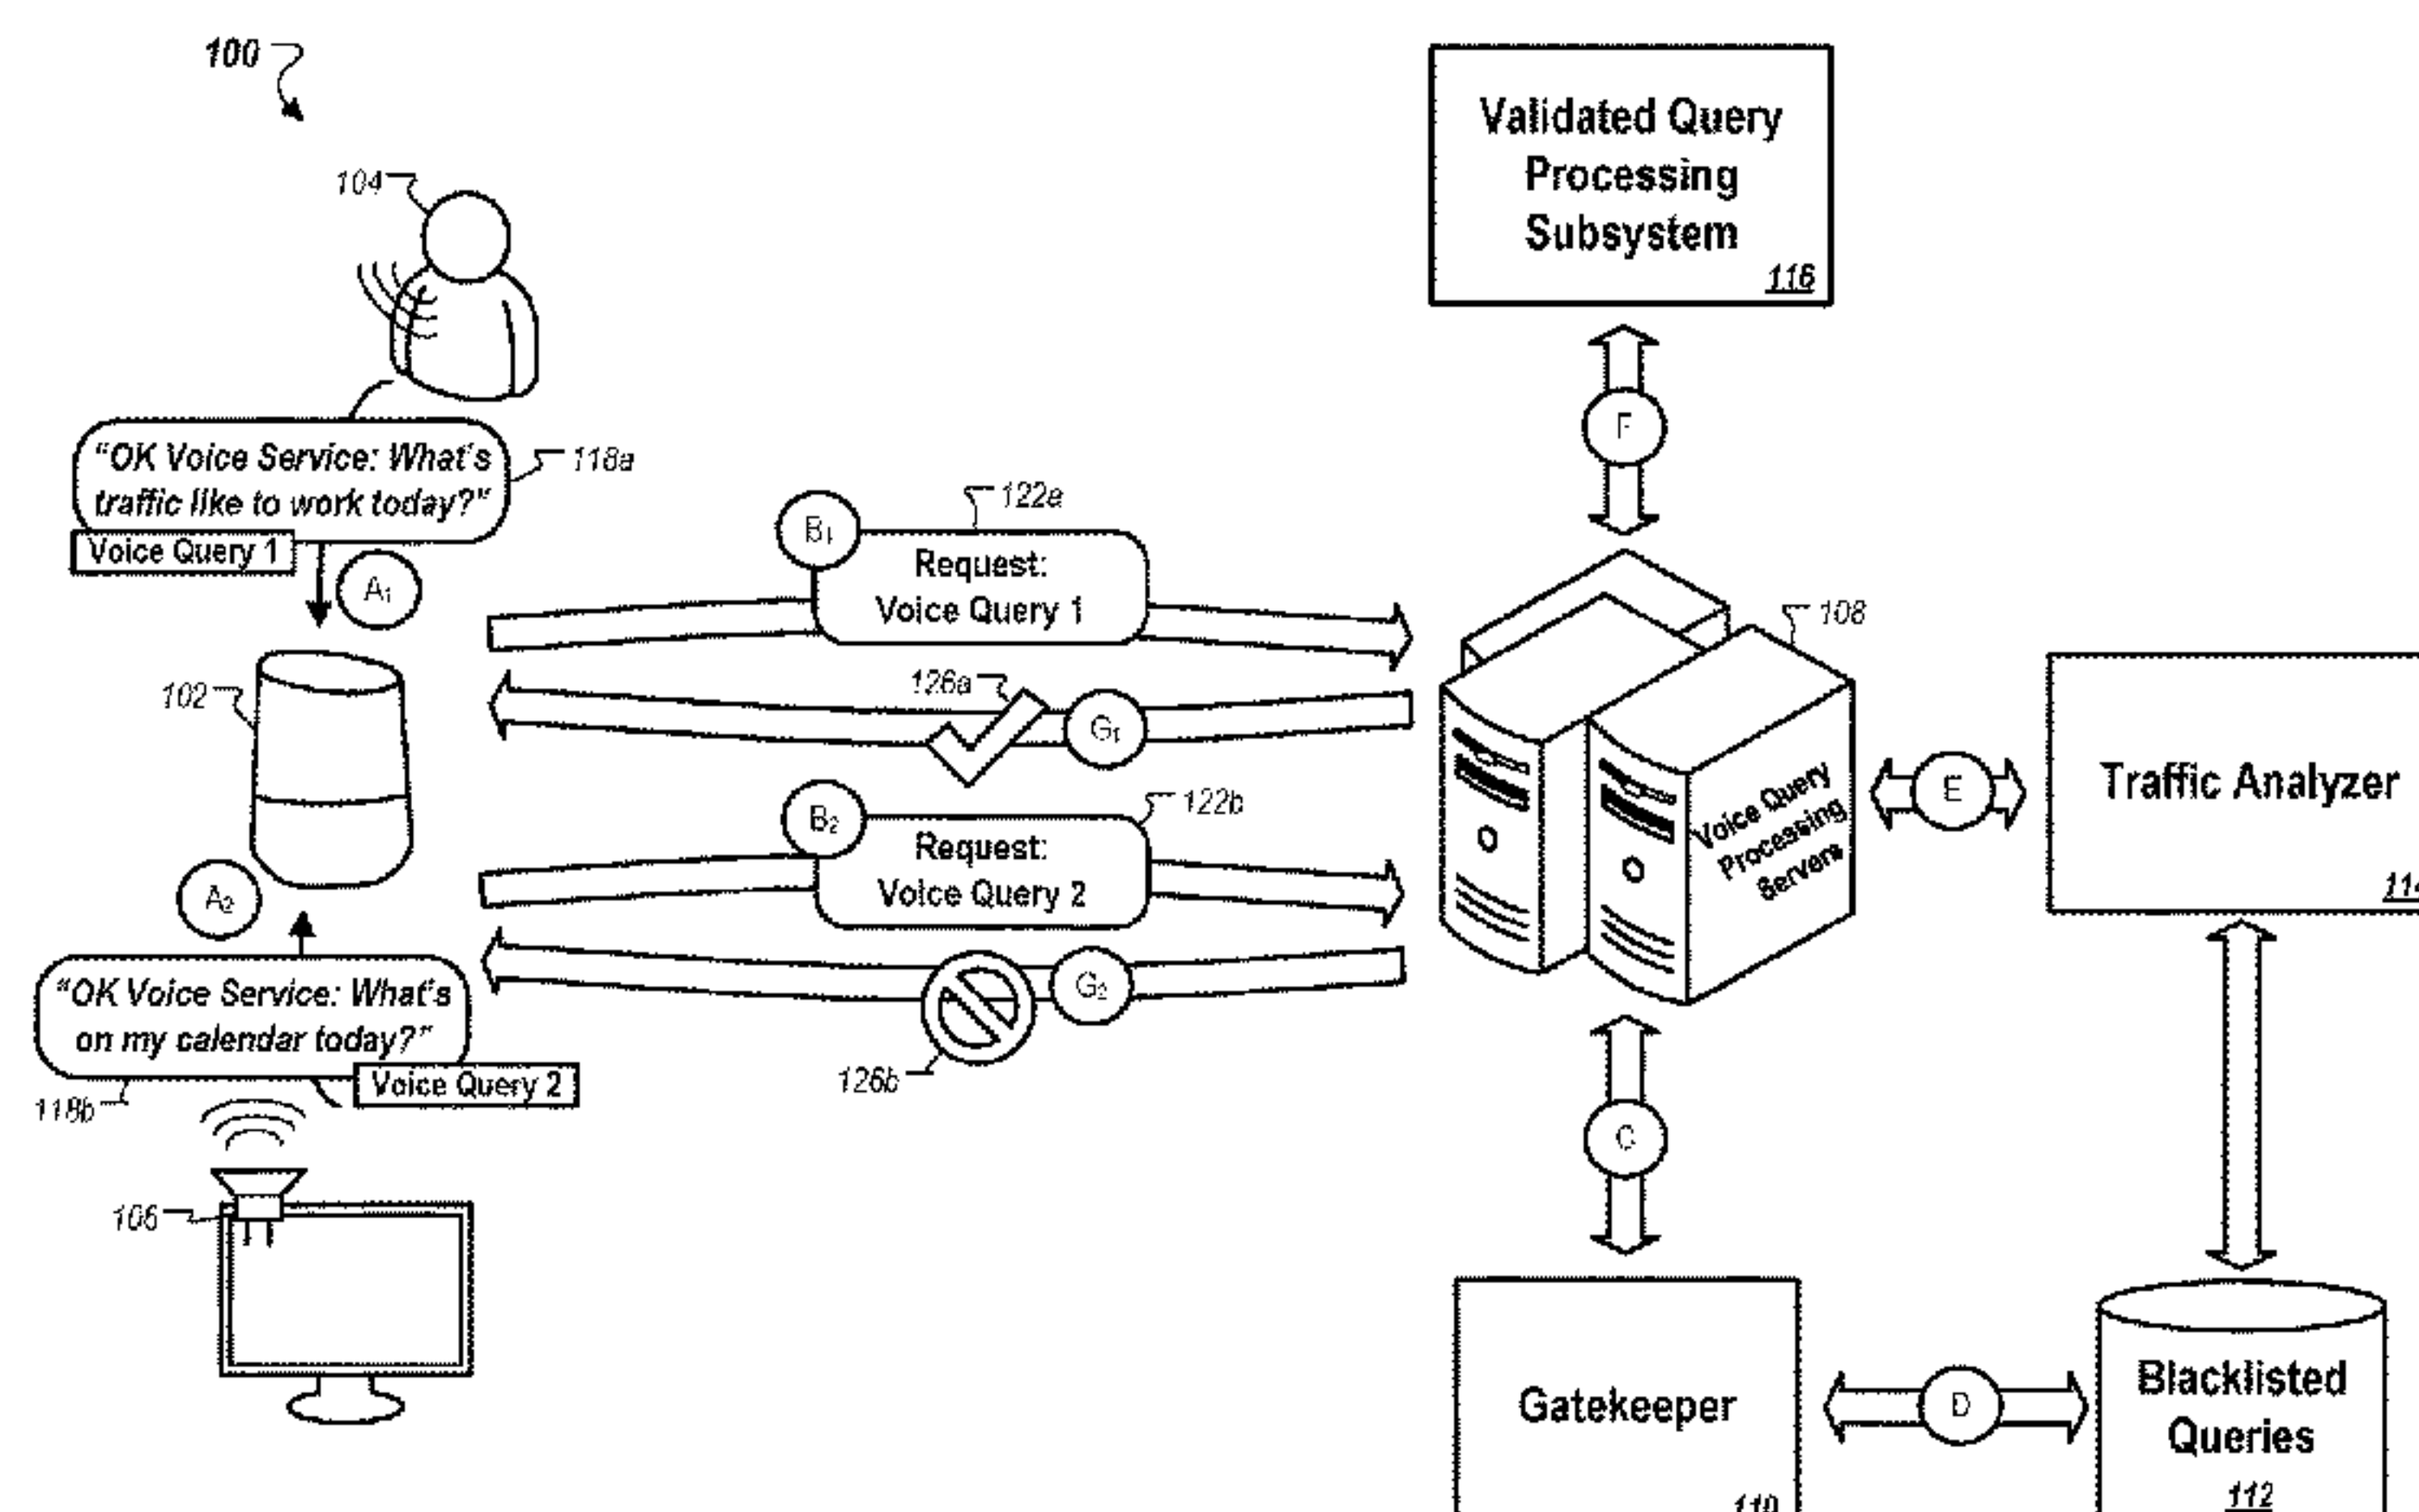 100
104
"OK Voice Service: What's
traffic like to work today?"
118a
Voice Query 1
A1
102
A2
"OK Voice Service: What's
on my calendar today?"
Voice Query 2
118b
106
B1
122a
Request:
Voice Query 1
126a
G1
B2
122b
Request:
Voice Query 2
G2
126b
Validated Query
Processing
Subsystem
116
F
108
Voice Query
Processing
Servers
E
Traffic Analyzer
C
Gatekeeper
110
D
Blacklisted
Queries
112